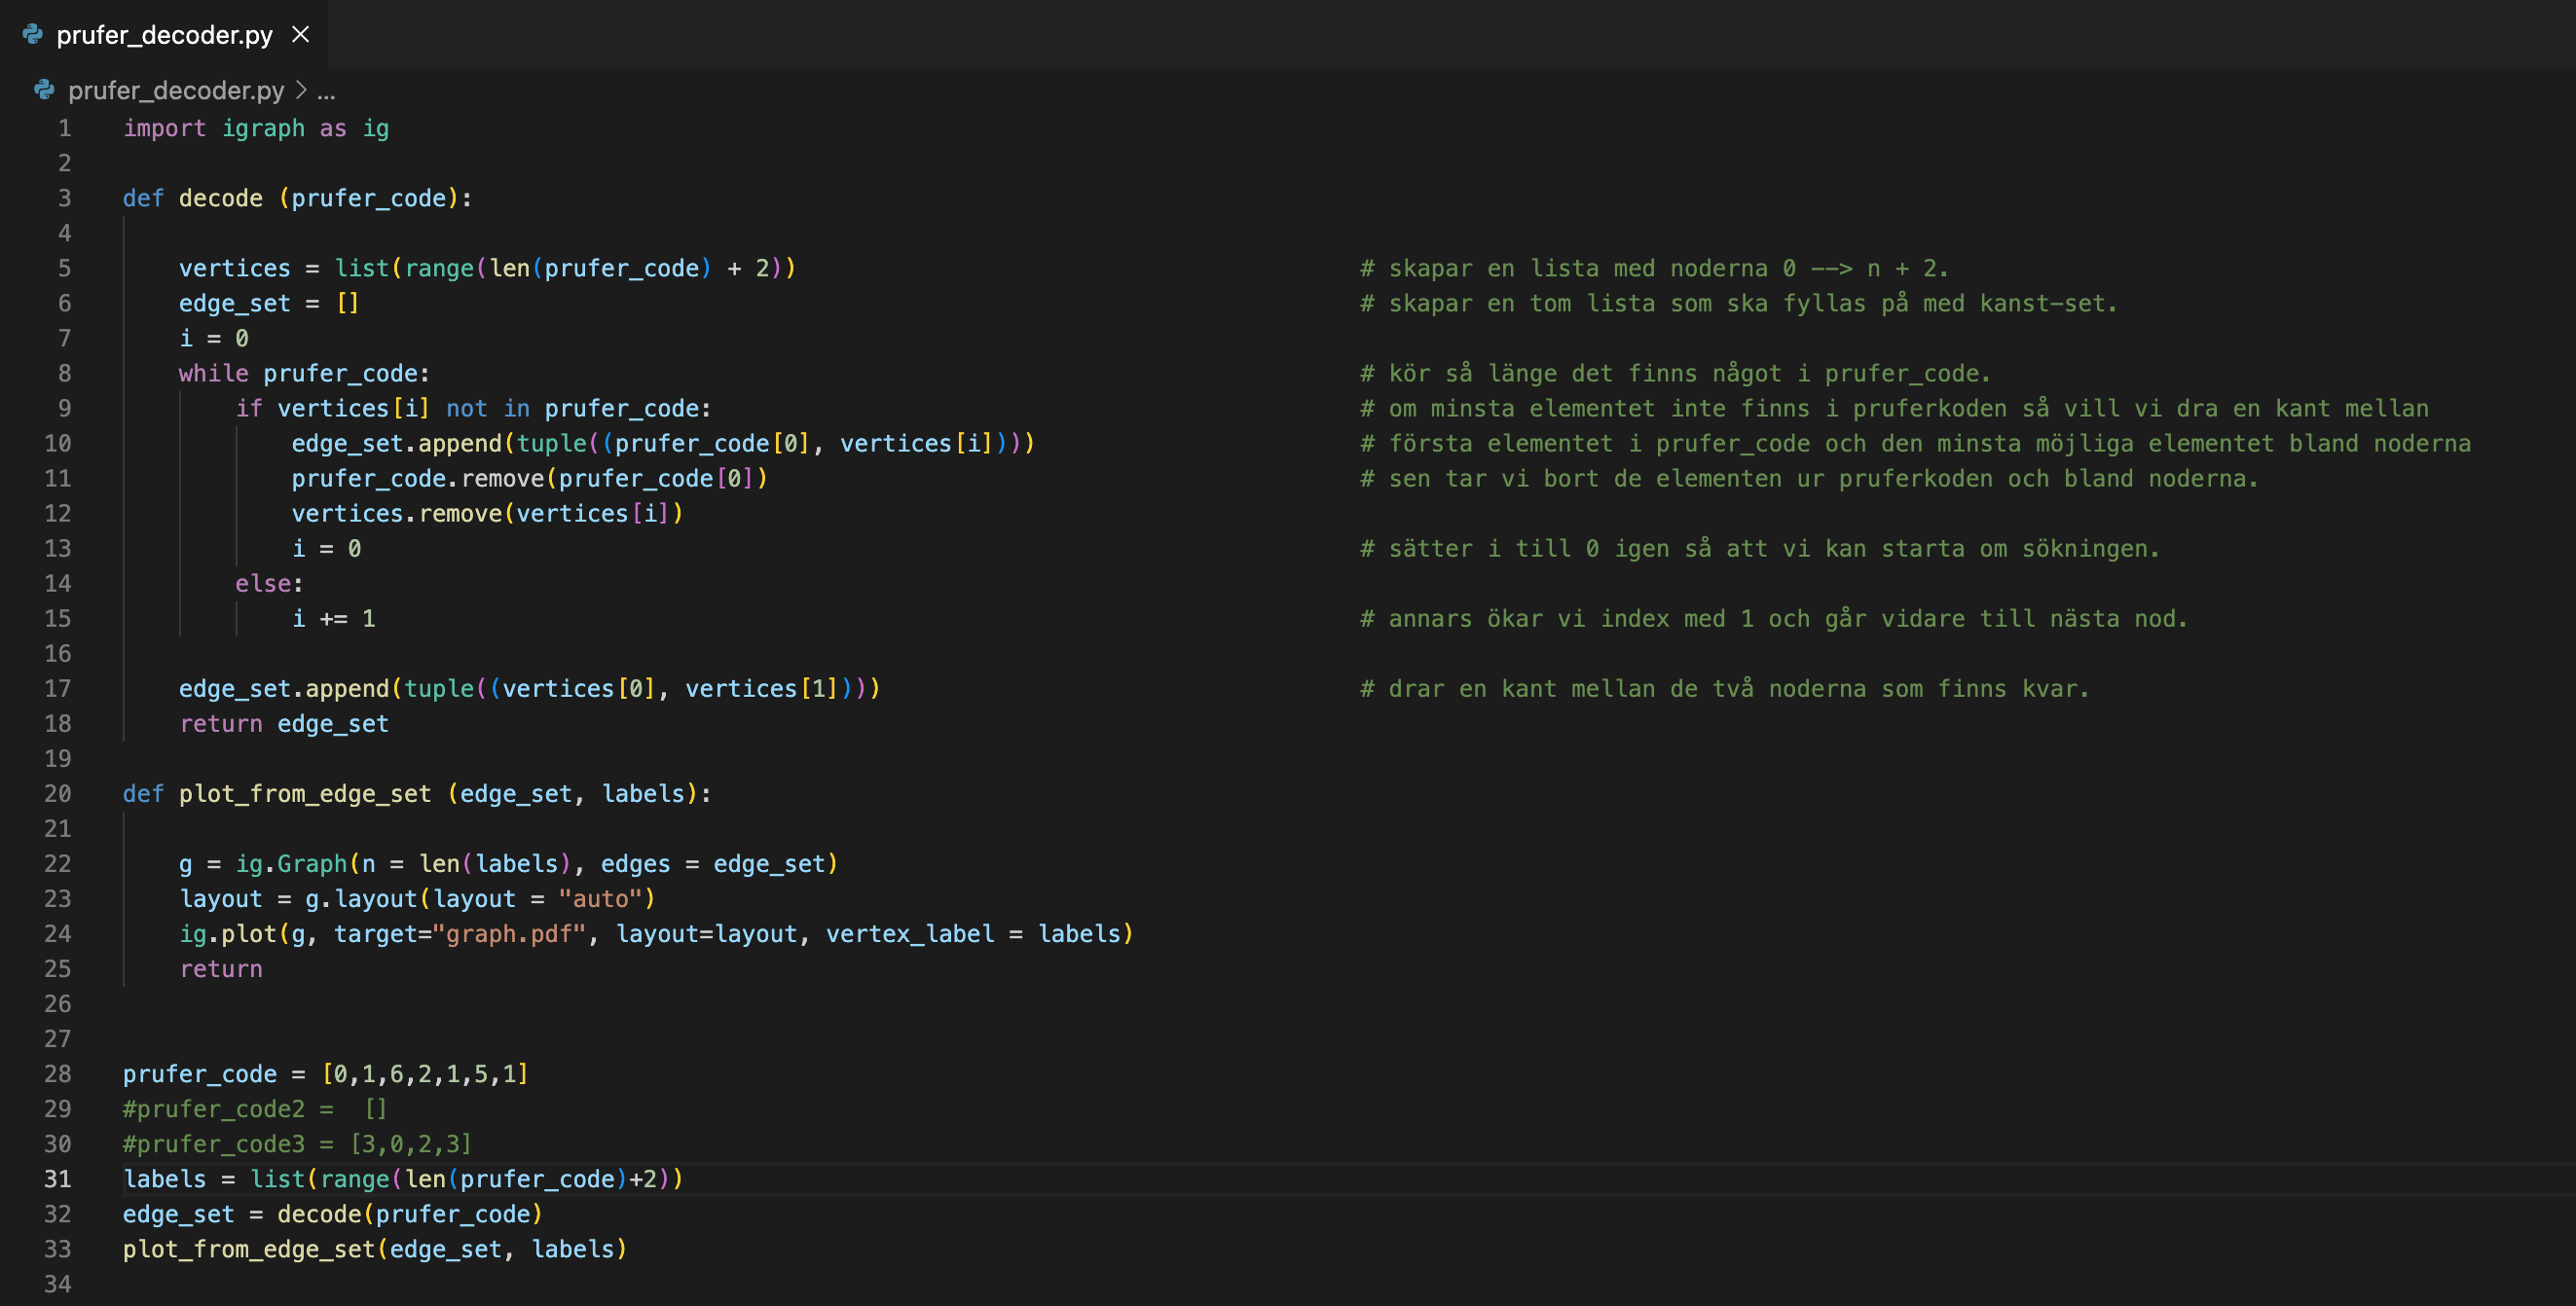 prufer_decoder.py
prufer_decoder.py > ...
1 import igraph as ig
2
3 def decode (prufer_code):
4
5     vertices = list(range(len(prufer_code) + 2)) # skapar en lista med noderna 0 --> n + 2.
6     edge_set = [] # skapar en tom lista som ska fyllas på med kanst-set.
7     i = 0
8     while prufer_code: # kör så länge det finns något i prufer_code.
9         if vertices[i] not in prufer_code: # om minsta elementet inte finns i pruferkoden så vill vi dra en kant mellan
10             edge_set.append(tuple((prufer_code[0], vertices[i]))) # första elementet i prufer_code och den minsta möjliga elementet bland noderna
11             prufer_code.remove(prufer_code[0]) # sen tar vi bort de elementen ur pruferkoden och bland noderna.
12             vertices.remove(vertices[i])
13             i = 0 # sätter i till 0 igen så att vi kan starta om sökningen.
14         else:
15             i += 1 # annars ökar vi index med 1 och går vidare till nästa nod.
16
17     edge_set.append(tuple((vertices[0], vertices[1]))) # drar en kant mellan de två noderna som finns kvar.
18     return edge_set
19
20 def plot_from_edge_set (edge_set, labels):
21
22     g = ig.Graph(n = len(labels), edges = edge_set)
23     layout = g.layout(layout = "auto")
24     ig.plot(g, target="graph.pdf", layout=layout, vertex_label = labels)
25     return
26
27
28 prufer_code = [0,1,6,2,1,5,1]
29 #prufer_code2 =  []
30 #prufer_code3 = [3,0,2,3]
31 labels = list(range(len(prufer_code)+2))
32 edge_set = decode(prufer_code)
33 plot_from_edge_set(edge_set, labels)
34